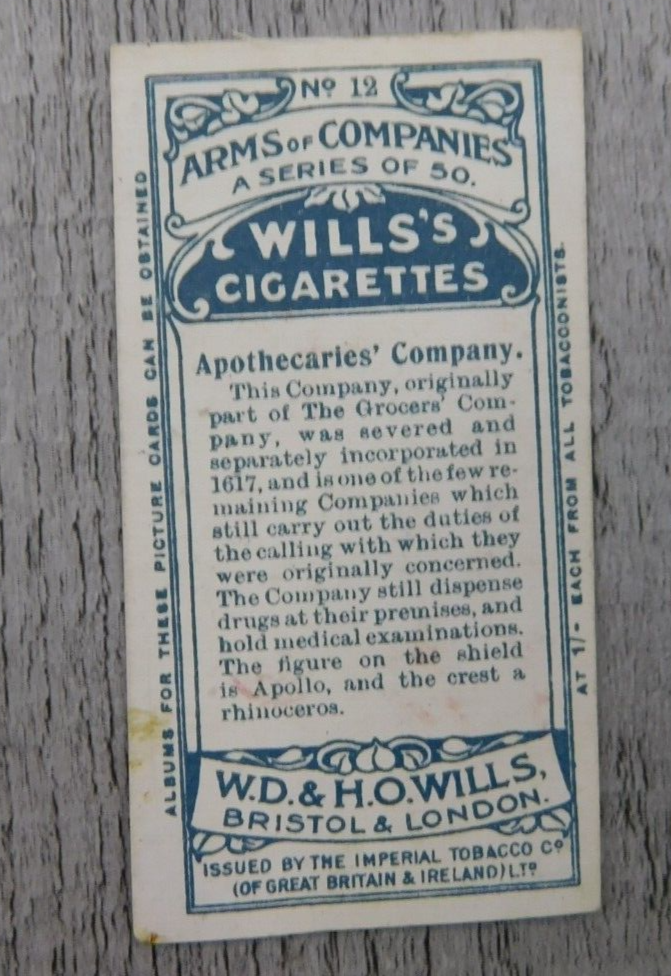 Nº 12
ARMS OF COMPANIES
A SERIES OF 50.
WILLS'S
CIGARETTES
Apothecaries' Company.
This Company, originally
part of The Grocers' Com-
pany, was severed and
separately incorporated in
1617, and is one of the few re-
maining Companies which
still carry out the duties of
the calling with which they
were originally concerned.
The Company still dispense
drugs at their premises, and
hold medical examinations.
The figure on the shield
is Apollo, and the crest a
rhinoceros.
W.D. & H.O. WILLS,
BRISTOL & LONDON.
ISSUED BY THE IMPERIAL TOBACCO Cº
(OF GREAT BRITAIN & IRELAND) LTº
ALBUMS FOR THESE PICTURE CARDS CAN BE OBTAINED
AT 1/- EACH FROM ALL TOBACCONISTS.